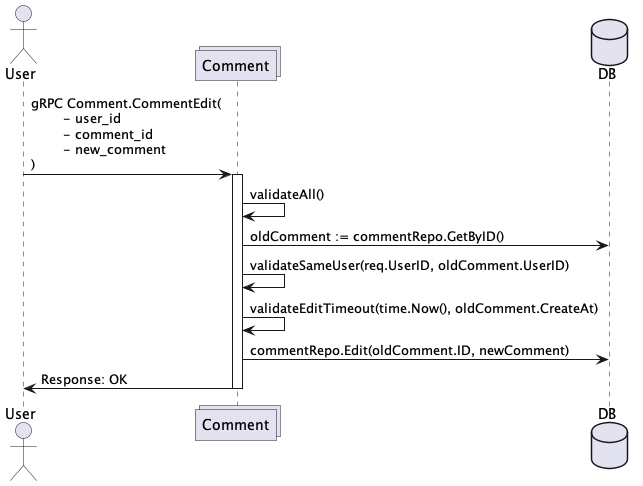 User
Comment
DB
gRPC Comment.CommentEdit(
- user_id
- comment_id
- new_comment
)
validateAll()
oldComment := commentRepo.GetByID()
validateSameUser(req.UserID, oldComment.UserID)
validateEditTimeout(time.Now(), oldComment.CreateAt)
commentRepo.Edit(oldComment.ID, newComment)
Response: OK
User
Comment
DB